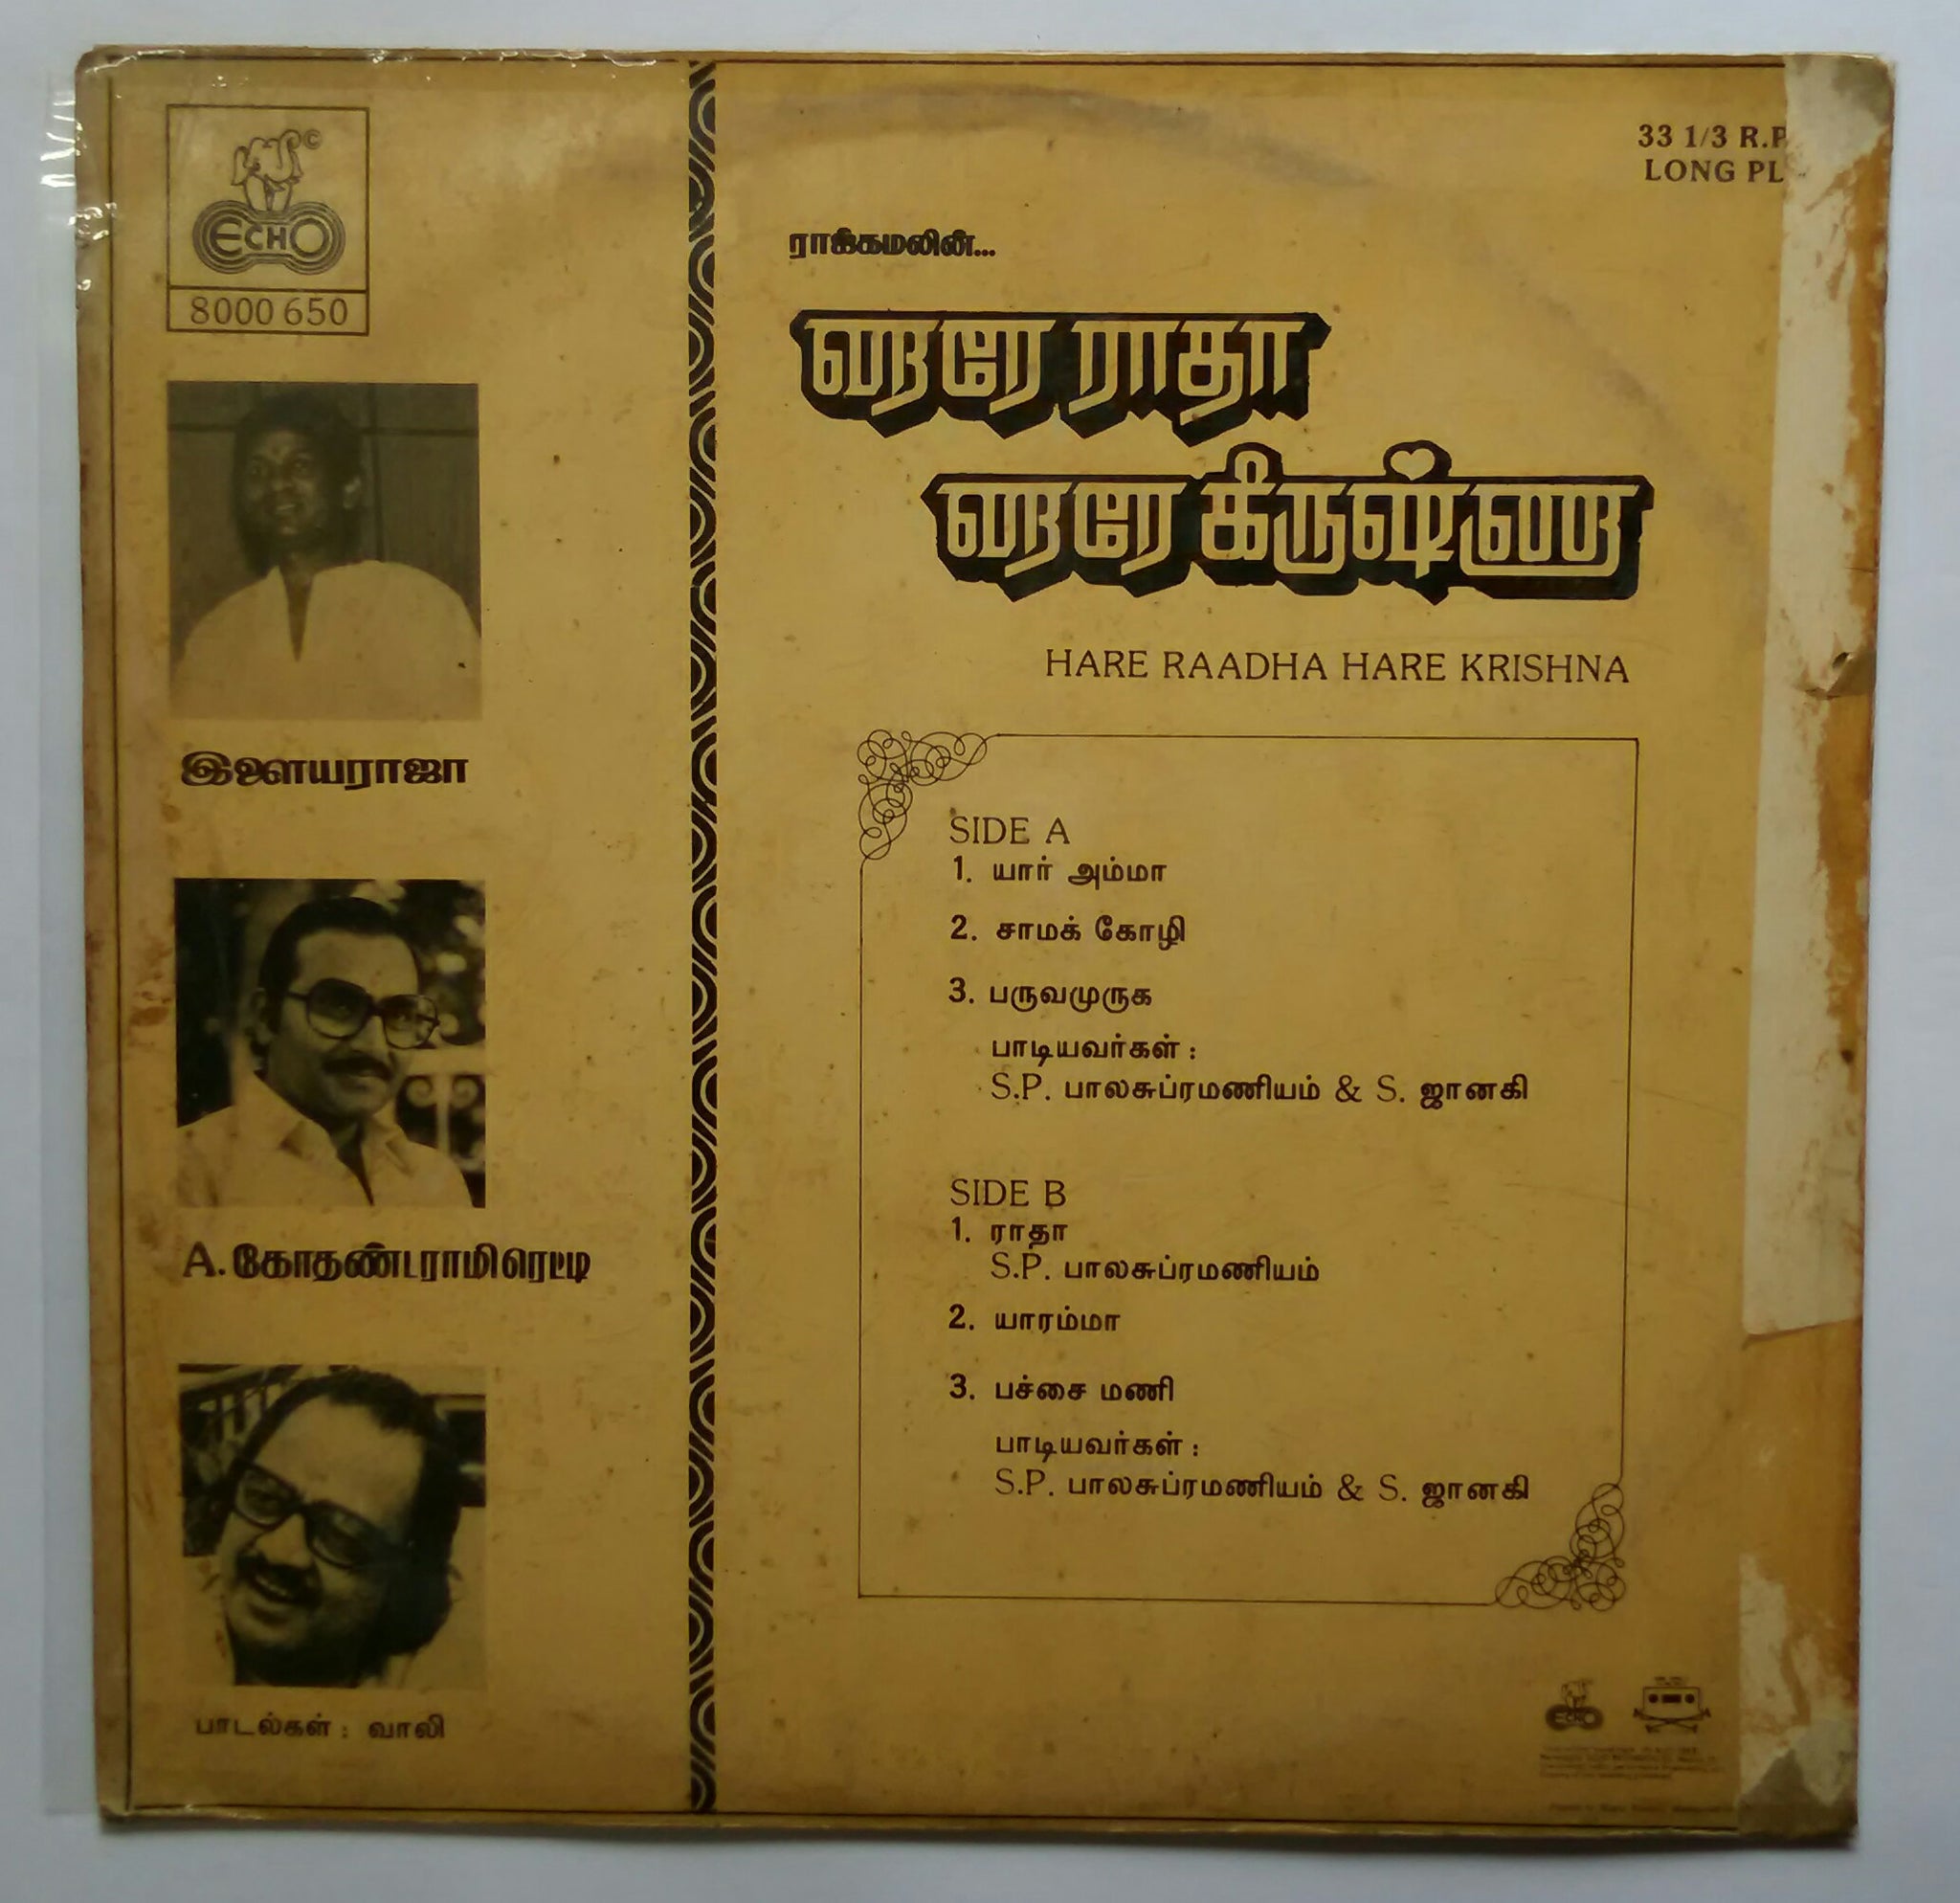 ©
ECHO
8000 650
இளையராஜா
A. கோதண்டராமிரெட்டி
பாடல்கள் : வாலி
33 1/3 R.P
LONG PL
ராஜ்கமலின்...
ஹரே ராதா
ஹரே கிருஷ்ணா
HARE RAADHA HARE KRISHNA
SIDE A
1. யார் அம்மா
2. சாமக் கோழி
3. பருவமுருக
பாடியவர்கள் :
S.P. பாலசுப்ரமணியம் & S. ஜானகி
SIDE B
1. ராதா
S.P. பாலசுப்ரமணியம்
2. யாரம்மா
3. பச்சை மணி
பாடியவர்கள் :
S.P. பாலசுப்ரமணியம் & S. ஜானகி
ECHO